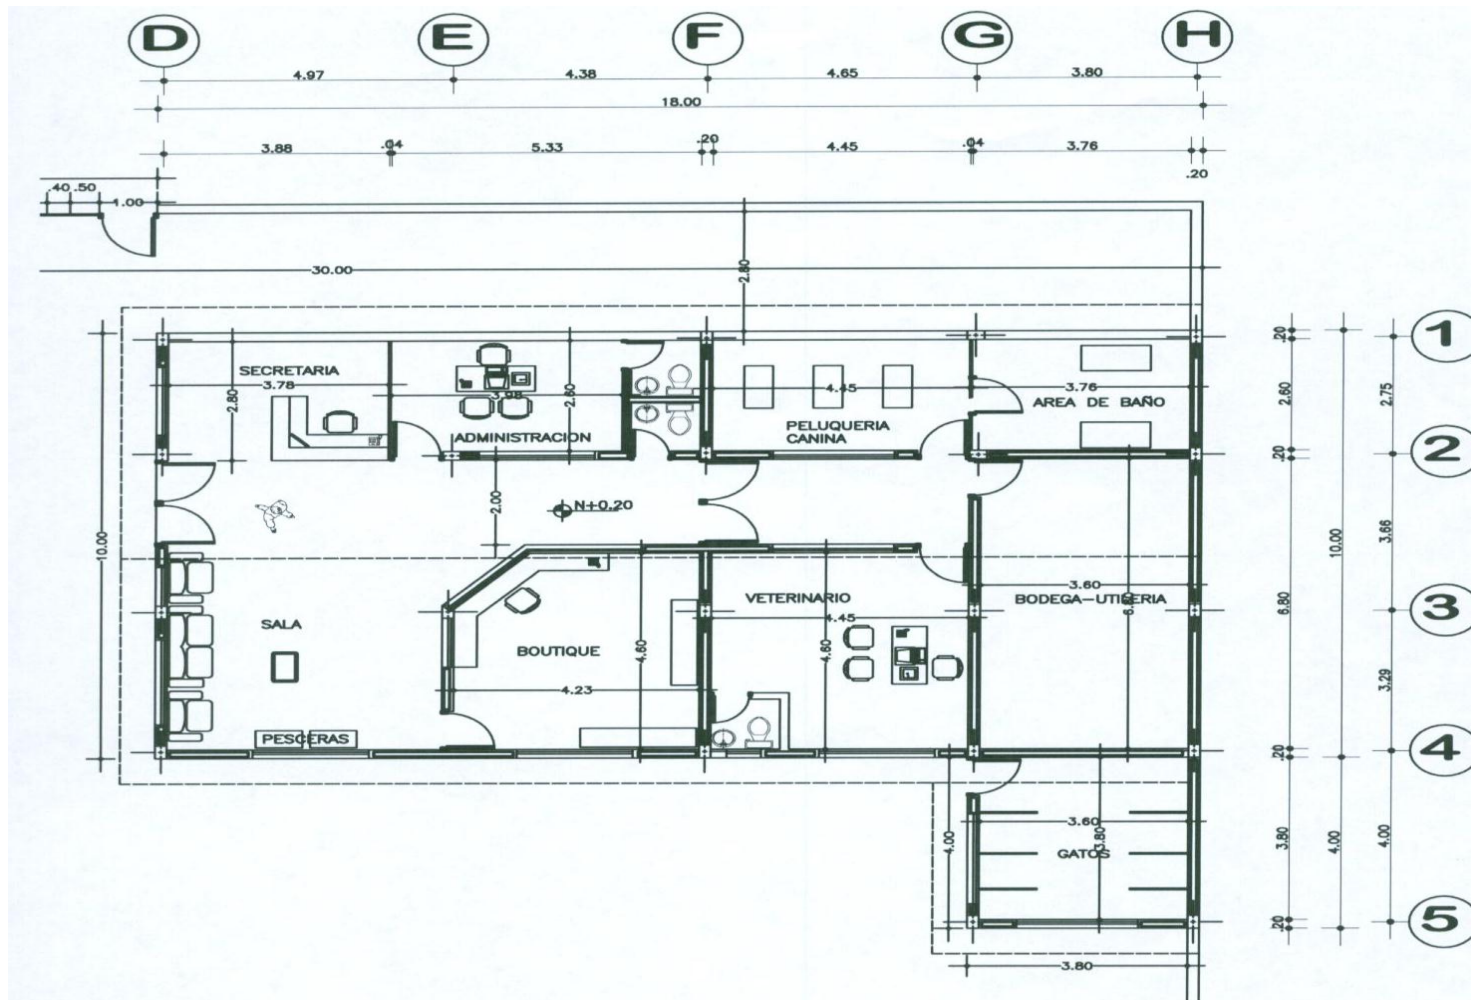 D E F G H
4.97 4.38 4.65 3.80
18.00
3.88 .04 5.33 .20 4.45 .04 3.76 .20
.40 .50 1.00
30.00
2.80
1
.20
SECRETARIA
3.78
2.80
3.98
2.60
ADMINISTRACION
4.45
PELUQUERIA
CANINA
3.76
AREA DE BAÑO
2.60
2.75
2
.20
N+0.20
2.00
10.00
10.00
3.66
3.60
BODEGA-UTILERIA
6.80
VETERINARIO
4.45
3
SALA
BOUTIQUE
4.60
4.60
4.23
3.29
PESCERAS
4
.20
3.60
3.80
GATOS
4.00
3.80
4.00
4.00
5
.20
3.80